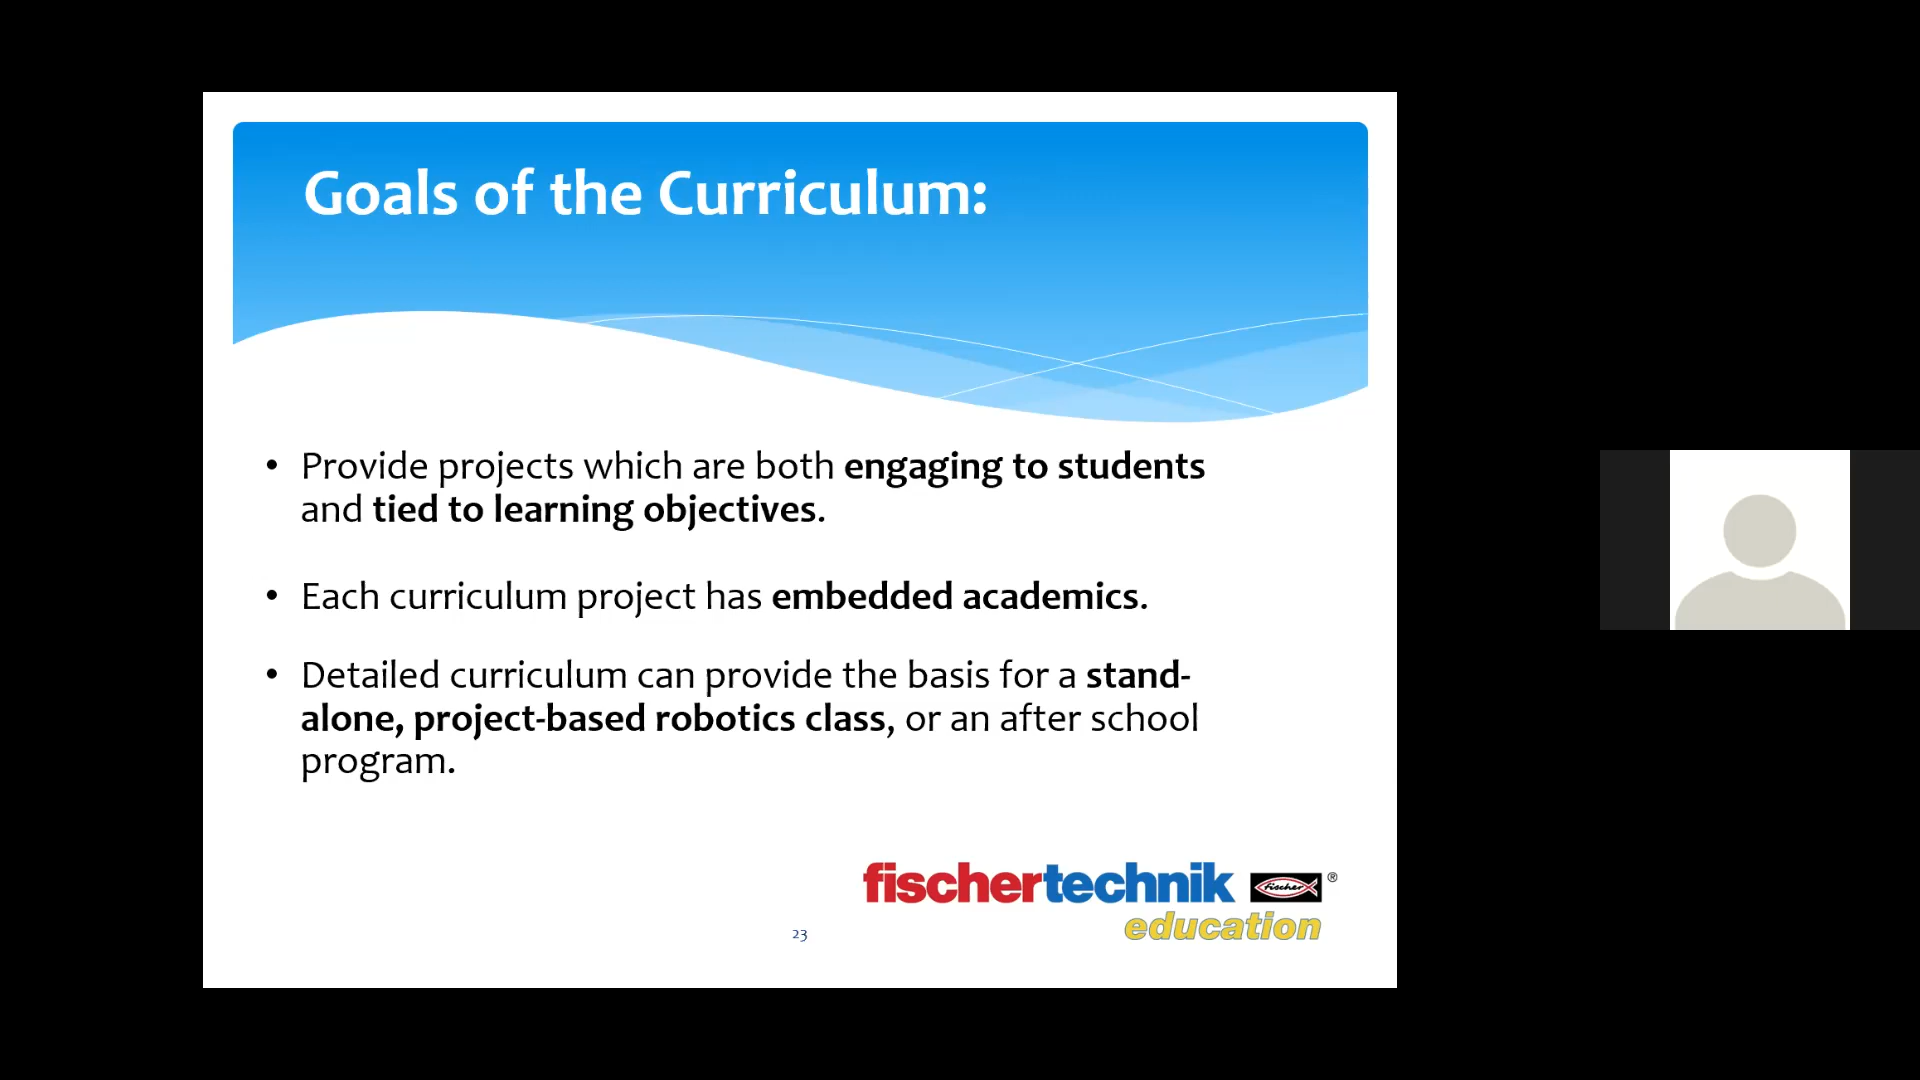 Goals of the Curriculum:
• Provide projects which are both engaging to students
and tied to learning objectives.
• Each curriculum project has embedded academics.
• Detailed curriculum can provide the basis for a stand-
alone, project-based robotics class, or an after school
program.
fischertechnik fischer ®
education
23